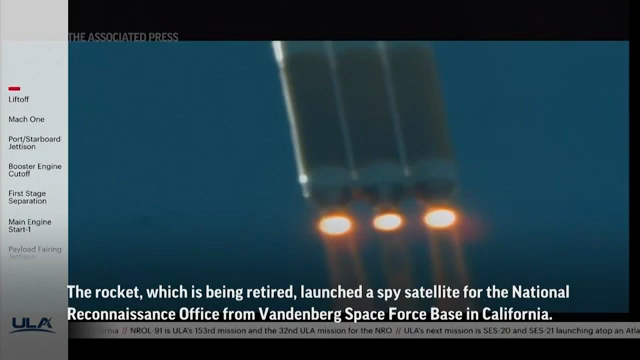 THE ASSOCIATED PRESS
Liftoff
Mach One
Port/Starboard
Jettison
Booster Engine
Cutoff
First Stage
Separation
Main Engine
Start-1
Payload Fairing
Jettison
The rocket, which is being retired, launched a spy satellite for the National
Reconnaissance Office from Vandenberg Space Force Base in California.
ULA
ifornia // NROL-91 is ULA's 153rd mission and the 32nd ULA mission for the NRO // ULA's next mission is SES-20 and SES-21 launching atop an Atla